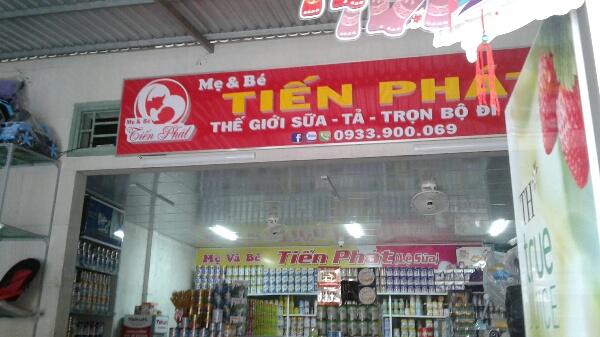 Mẹ & Bé
TIẾN PHÁT
THẾ GIỚI SỮA - TẢ - TRỌN BỘ ĐI
0933.900.069
Mẹ & Bé
Tiến Phát
Mẹ Và Bé Tiến Phát
TH
true
JUICE